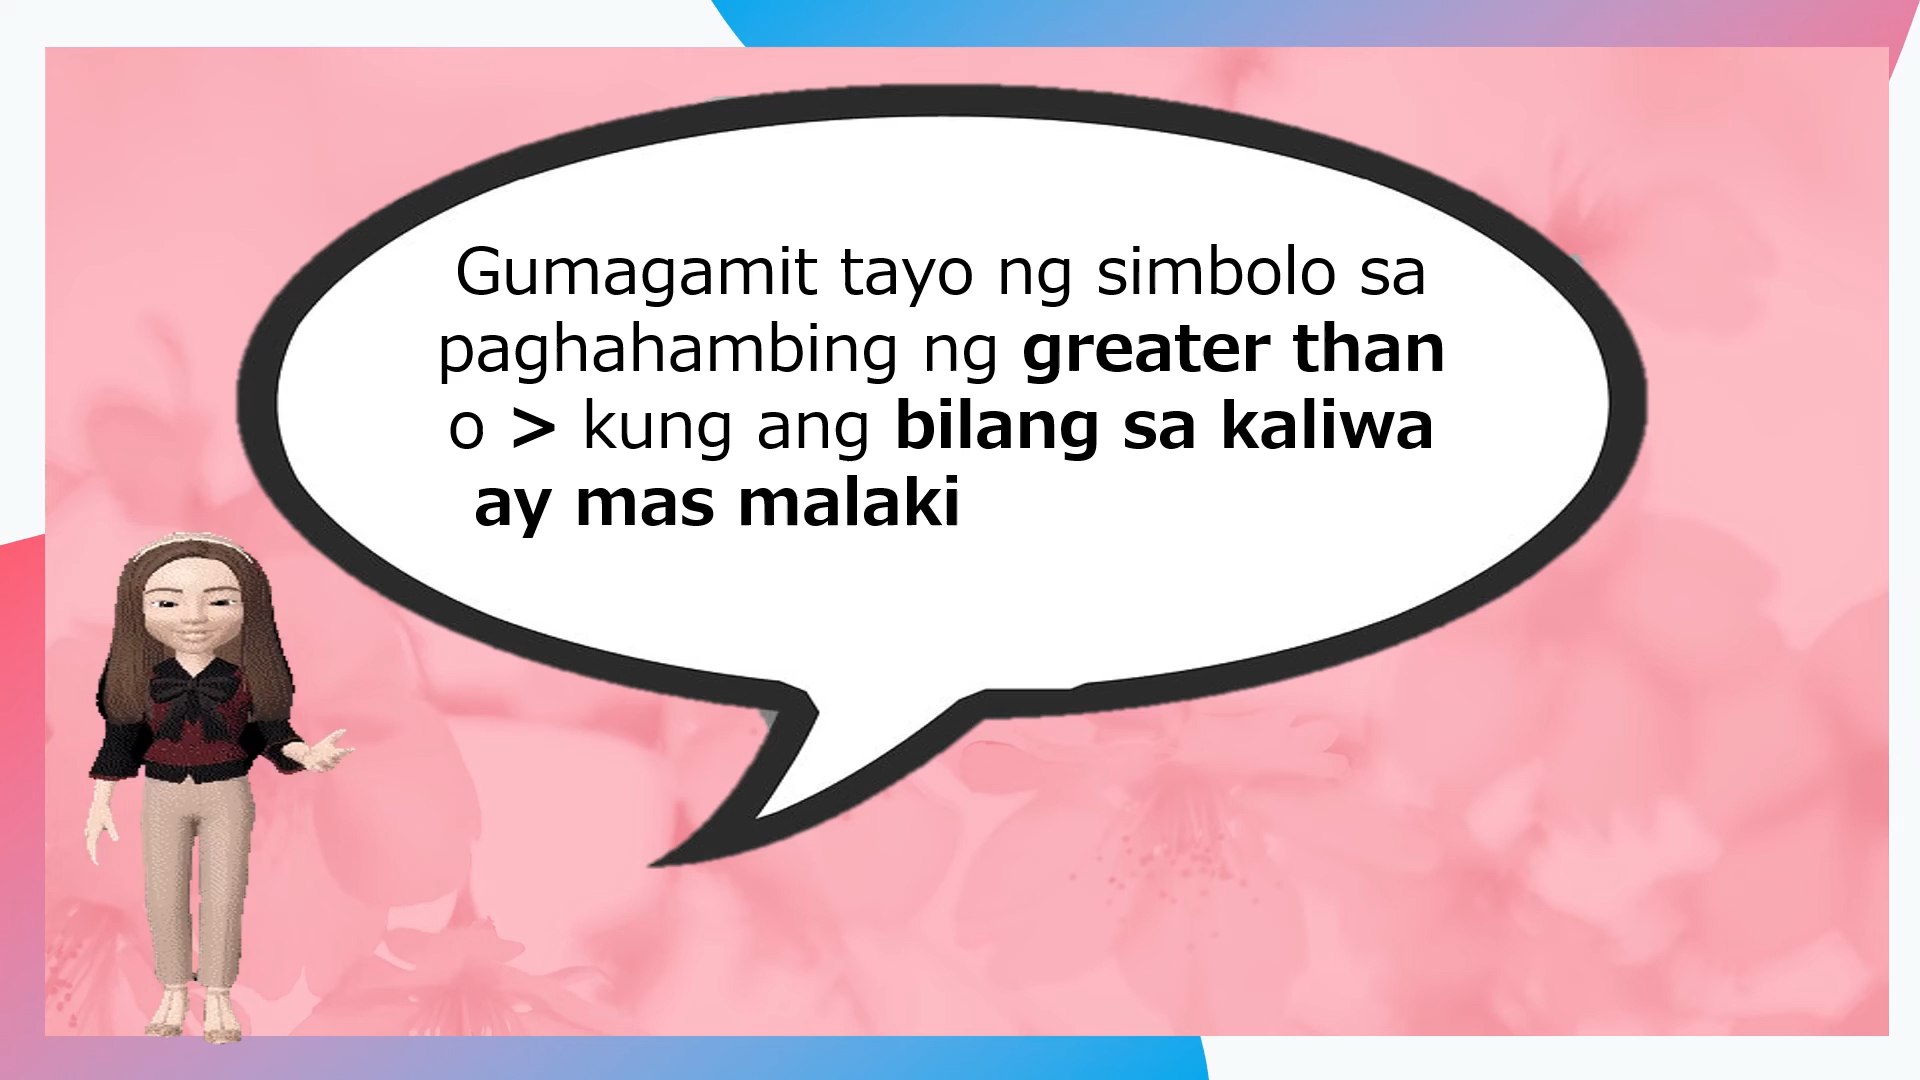 Gumagamit tayo ng simbolo sa
paghahambing ng greater than
o > kung ang bilang sa kaliwa
ay mas malaki